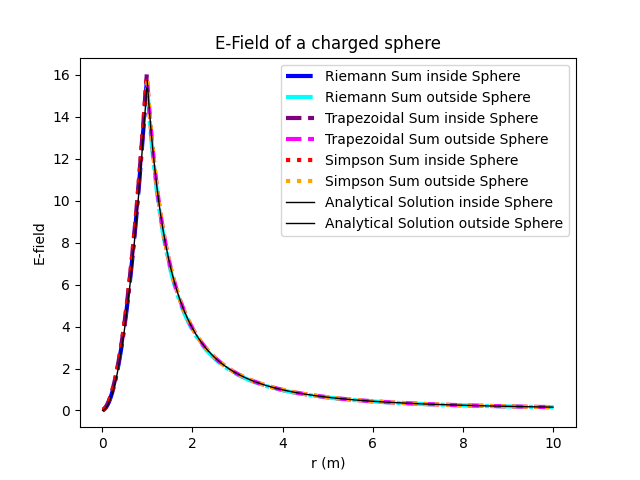 E-Field of a charged sphere
Riemann Sum inside Sphere
Riemann Sum outside Sphere
Trapezoidal Sum inside Sphere
Trapezoidal Sum outside Sphere
Simpson Sum inside Sphere
Simpson Sum outside Sphere
Analytical Solution inside Sphere
Analytical Solution outside Sphere
E-field
16
14
12
10
8
6
4
2
0
0 2 4 6 8 10
r (m)